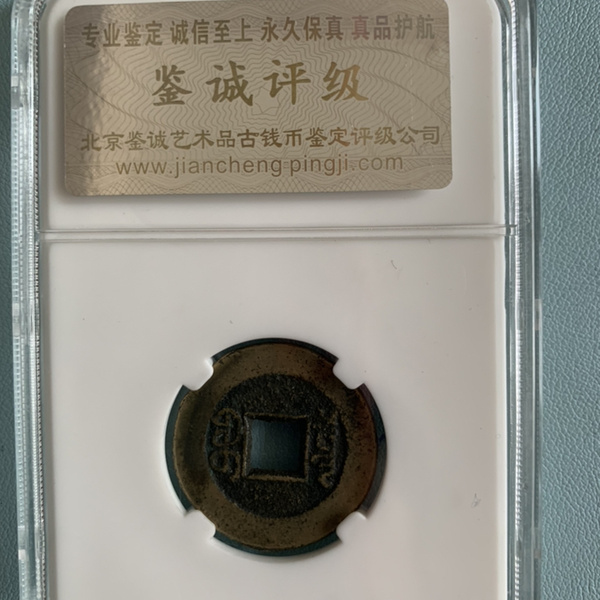 专业鉴定 诚信至上 永久保真 真品护航
鉴诚评级
北京鉴诚艺术品古钱币鉴定评级公司
www.jiancheng-pingji.com